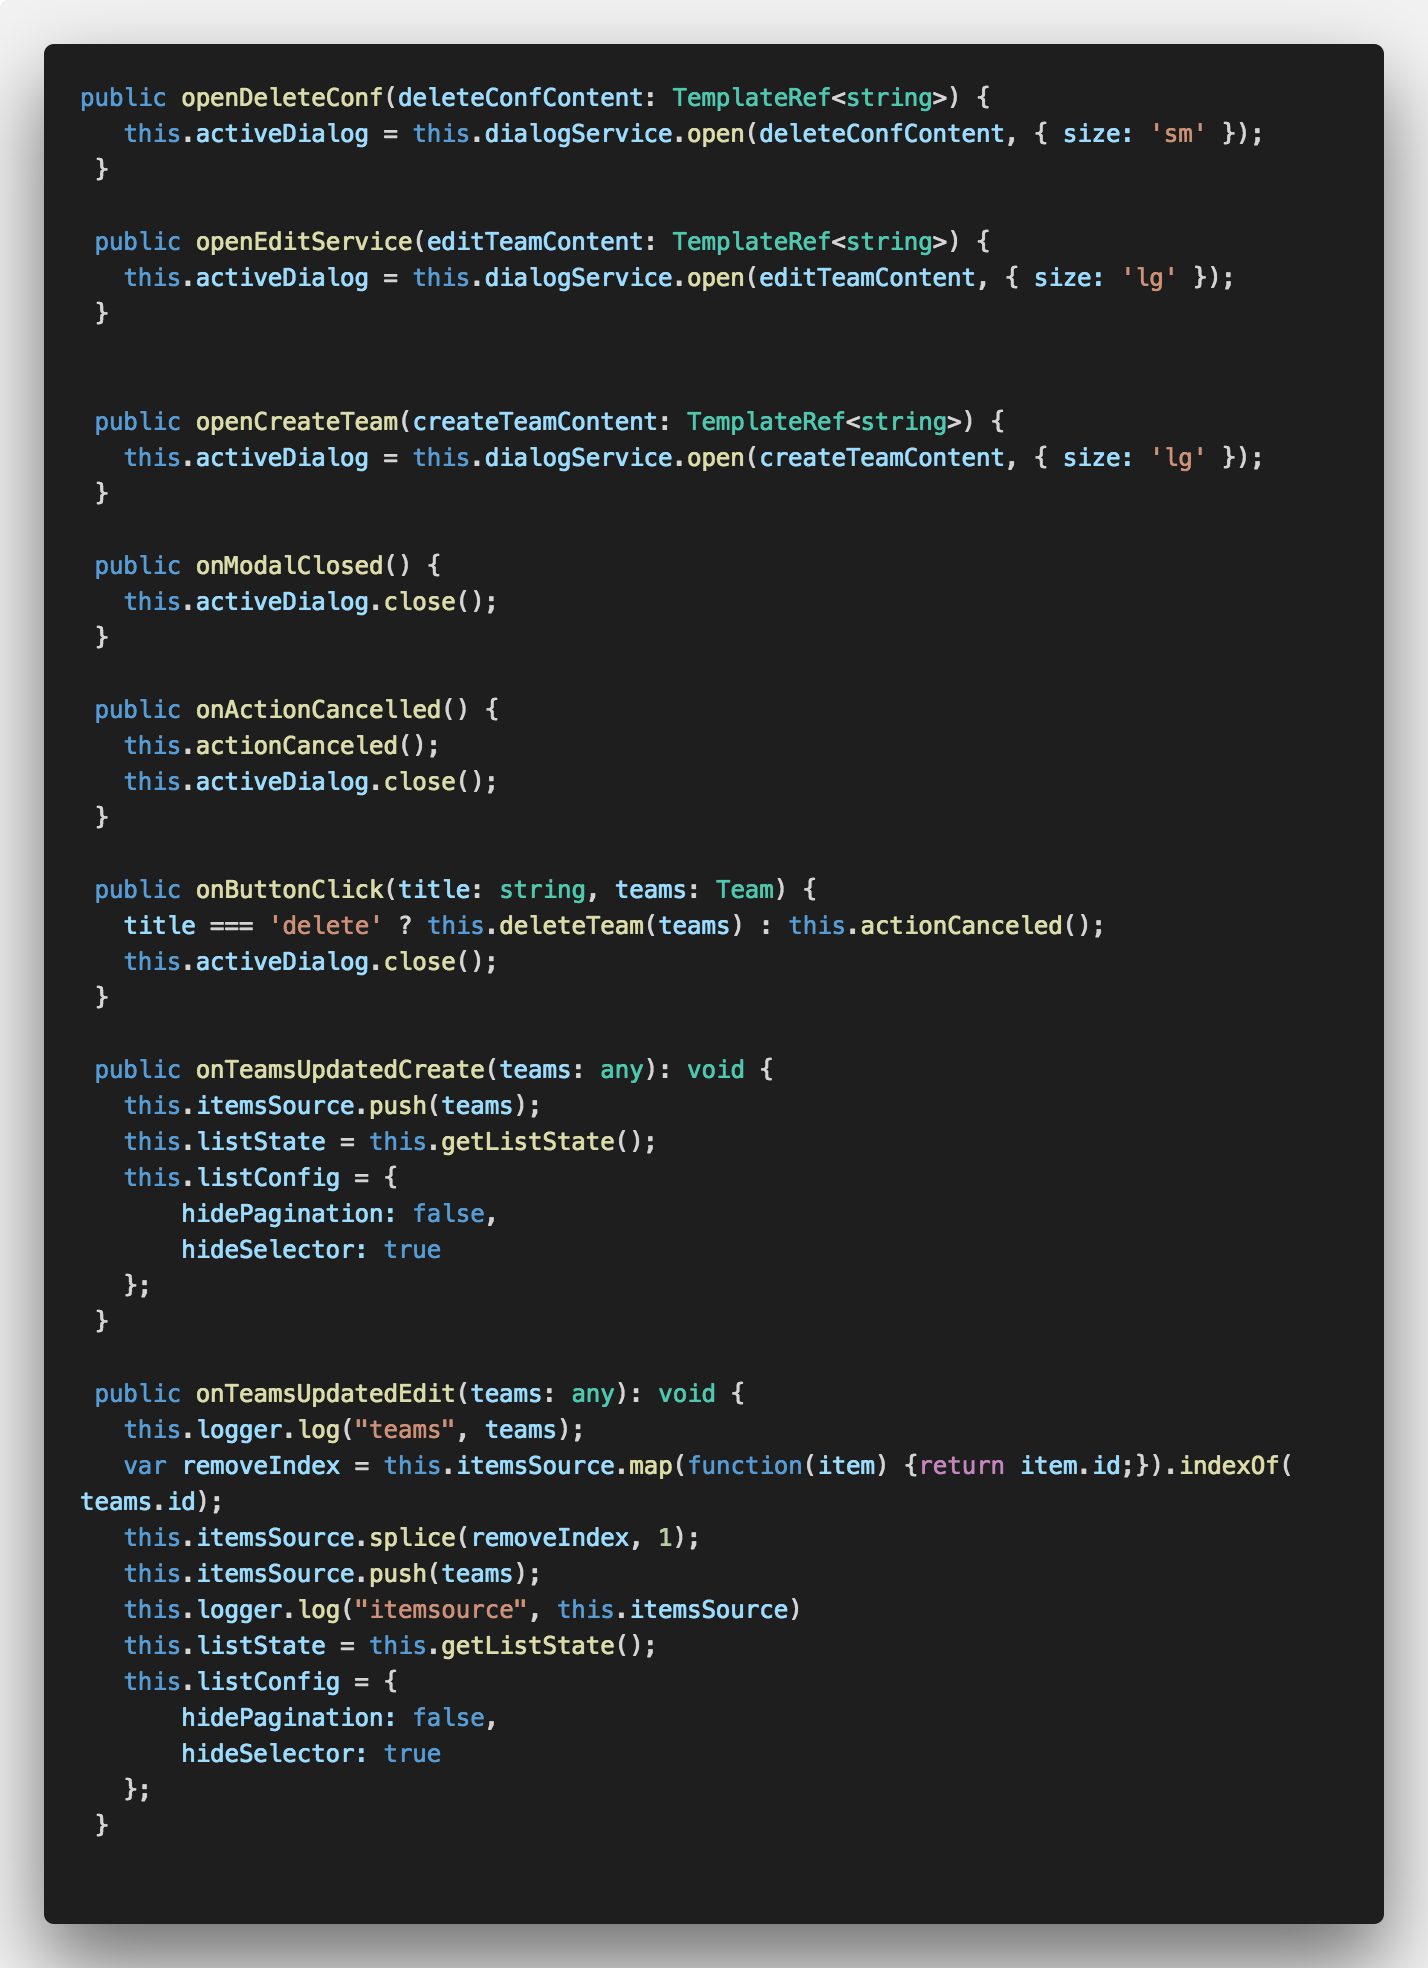 public openDeleteConf(deleteConfContent: TemplateRef<string>) {
   this.activeDialog = this.dialogService.open(deleteConfContent, { size: 'sm' });
 }

 public openEditService(editTeamContent: TemplateRef<string>) {
   this.activeDialog = this.dialogService.open(editTeamContent, { size: 'lg' });
 }


 public openCreateTeam(createTeamContent: TemplateRef<string>) {
   this.activeDialog = this.dialogService.open(createTeamContent, { size: 'lg' });
 }

 public onModalClosed() {
   this.activeDialog.close();
 }

 public onActionCancelled() {
   this.actionCanceled();
   this.activeDialog.close();
 }

 public onButtonClick(title: string, teams: Team) {
   title === 'delete' ? this.deleteTeam(teams) : this.actionCanceled();
   this.activeDialog.close();
 }

 public onTeamsUpdatedCreate(teams: any): void {
   this.itemsSource.push(teams);
   this.listState = this.getListState();
   this.listConfig = {
       hidePagination: false,
       hideSelector: true
   };
 }

 public onTeamsUpdatedEdit(teams: any): void {
   this.logger.log("teams", teams);
   var removeIndex = this.itemsSource.map(function(item) {return item.id;}).indexOf(
teams.id);
   this.itemsSource.splice(removeIndex, 1);
   this.itemsSource.push(teams);
   this.logger.log("itemsource", this.itemsSource)
   this.listState = this.getListState();
   this.listConfig = {
       hidePagination: false,
       hideSelector: true
   };
 }